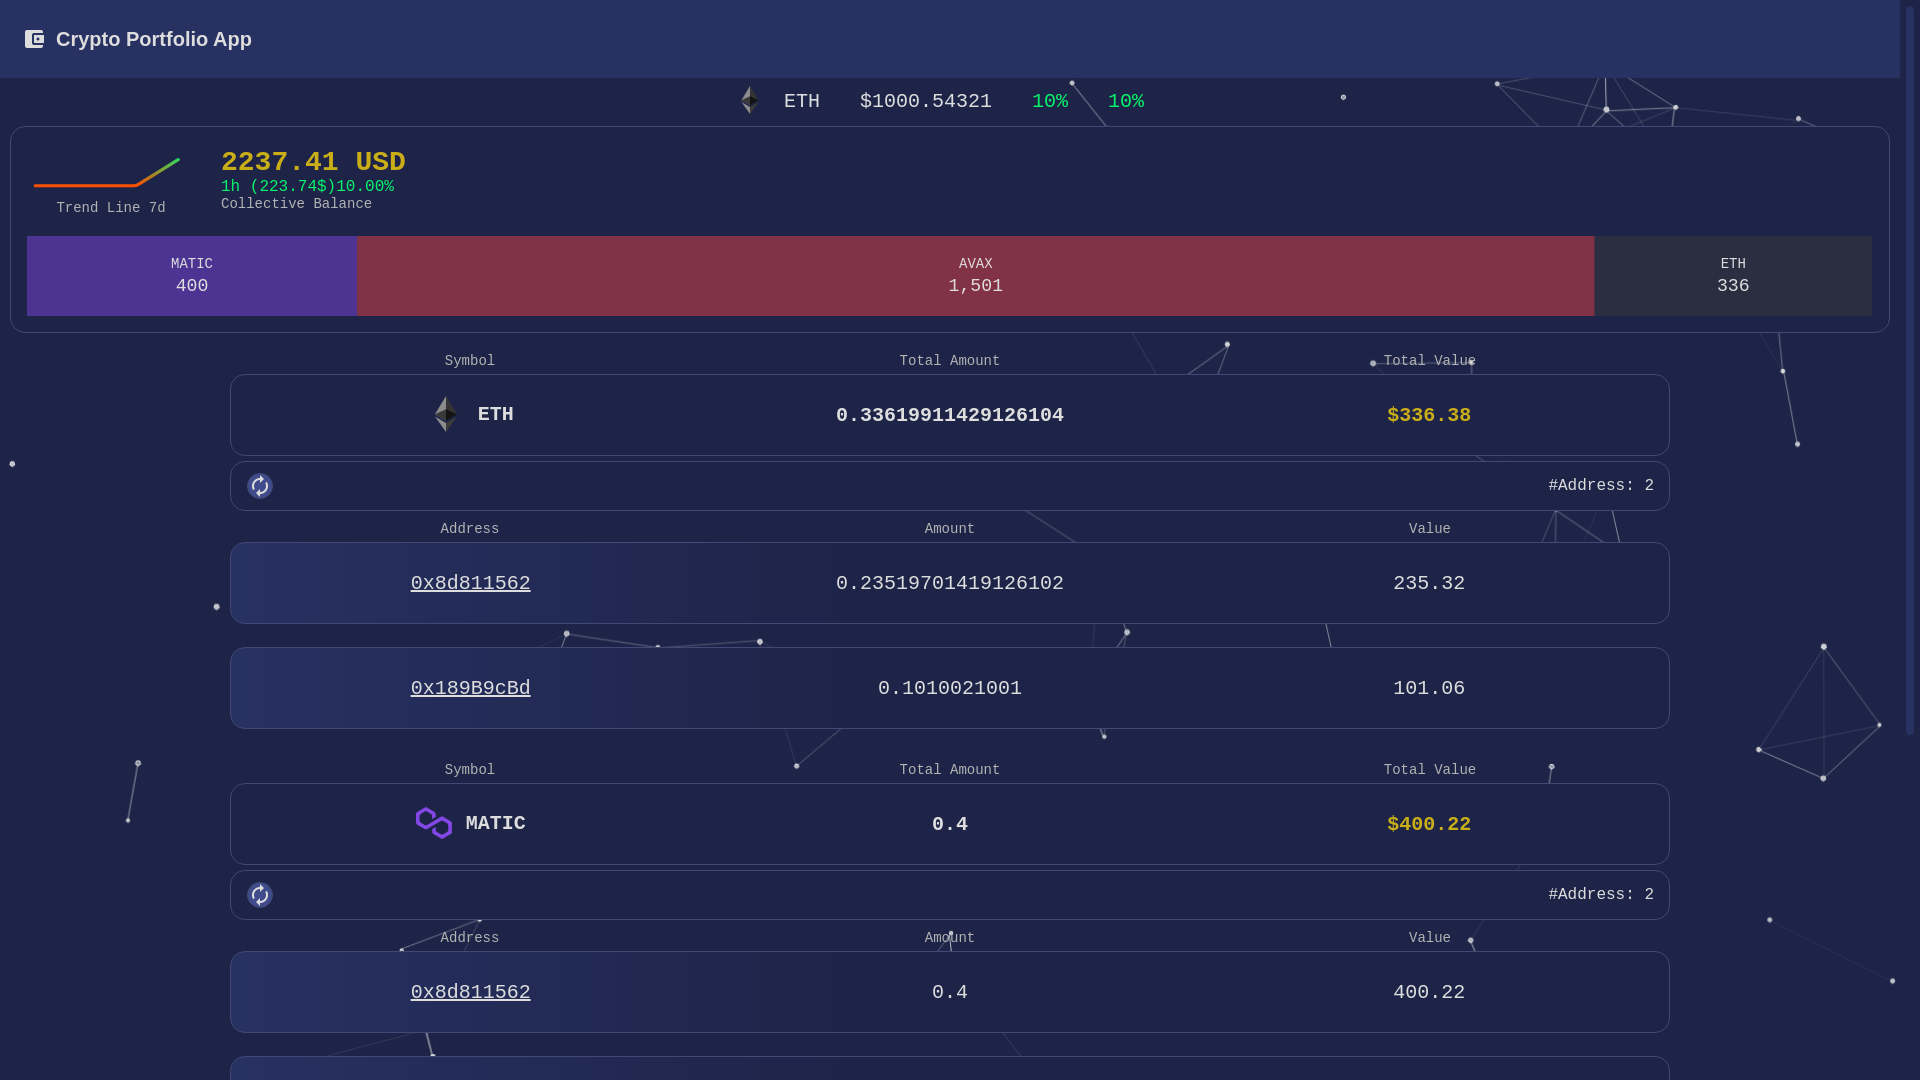 Crypto Portfolio App
ETH $1000.54321 10% 10%
2237.41 USD
1h (223.74$)10.00%
Collective Balance
Trend Line 7d
MATIC
400
AVAX
1,501
ETH
336
Symbol Total Amount Total Value
ETH 0.33619911429126104 $336.38
#Address: 2
Address Amount Value
0x8d811562 0.23519701419126102 235.32
0x189B9cBd 0.1010021001 101.06
Symbol Total Amount Total Value
MATIC 0.4 $400.22
#Address: 2
Address Amount Value
0x8d811562 0.4 400.22